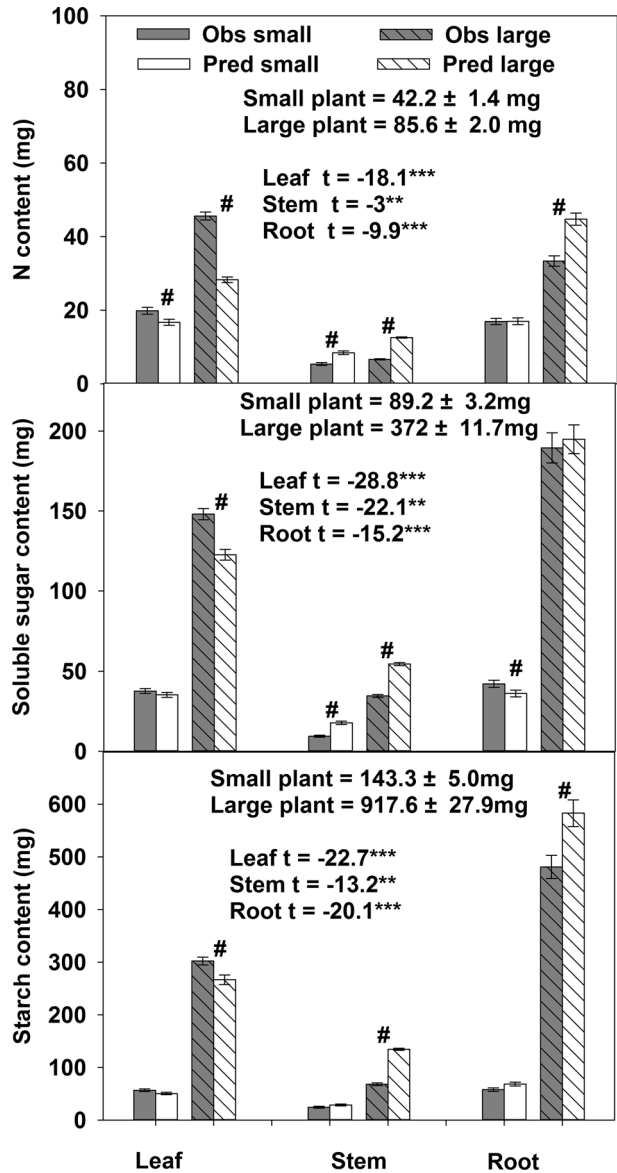 100
Obs small
Obs large
Pred small
Pred large
80
Small plant = 42.2 ± 1.4 mg
Large plant = 85.6 ± 2.0 mg
60
Leaf t = -18.1***
Stem t = -3**
Root t = -9.9***
N content (mg)
40
20
0
# # # # #
Small plant = 89.2 ± 3.2mg
Large plant = 372 ± 11.7mg
200
Leaf t = -28.8***
Stem t = -22.1**
Root t = -15.2***
Soluble sugar content (mg)
150
100
50
0
# # # #
Small plant = 143.3 ± 5.0mg
Large plant = 917.6 ± 27.9mg
600
Leaf t = -22.7***
Stem t = -13.2**
Root t = -20.1***
Starch content (mg)
500
400
300
200
100
0
# # #
Leaf Stem Root